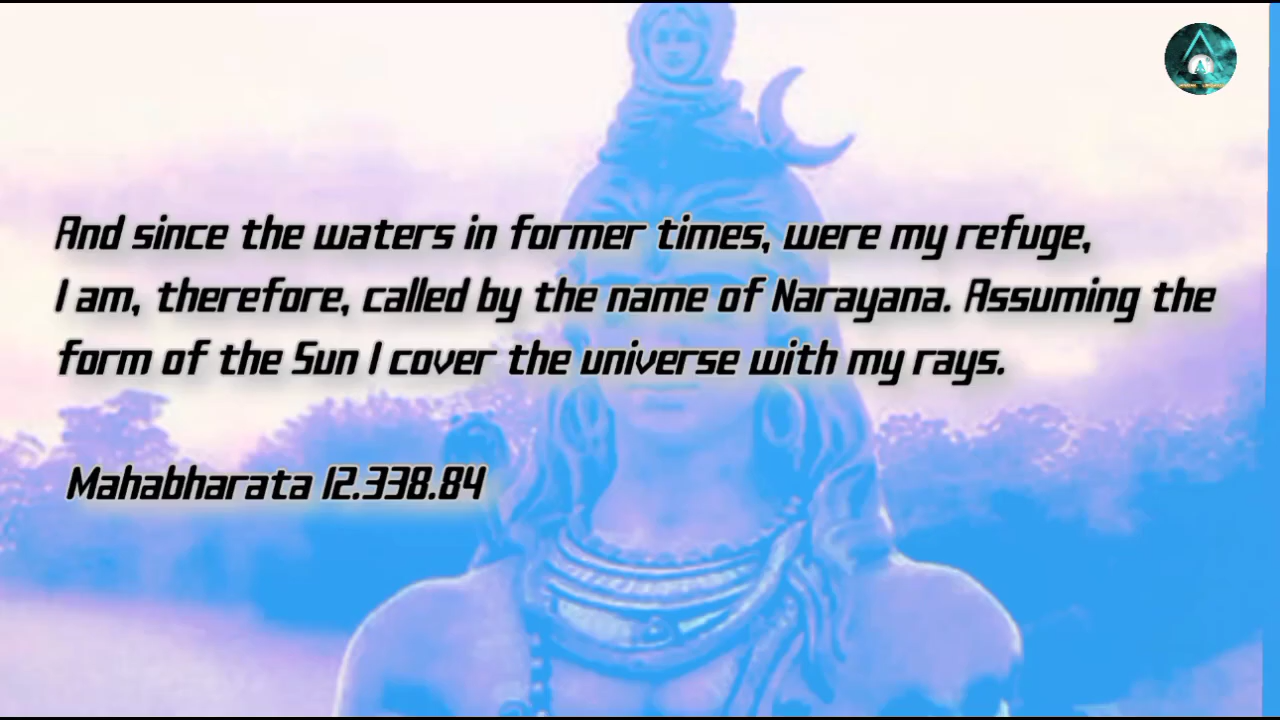 And since the waters in former times, were my refuge,
I am, therefore, called by the name of Narayana. Assuming the
form of the Sun I cover the universe with my rays.
Mahabharata 12.338.84